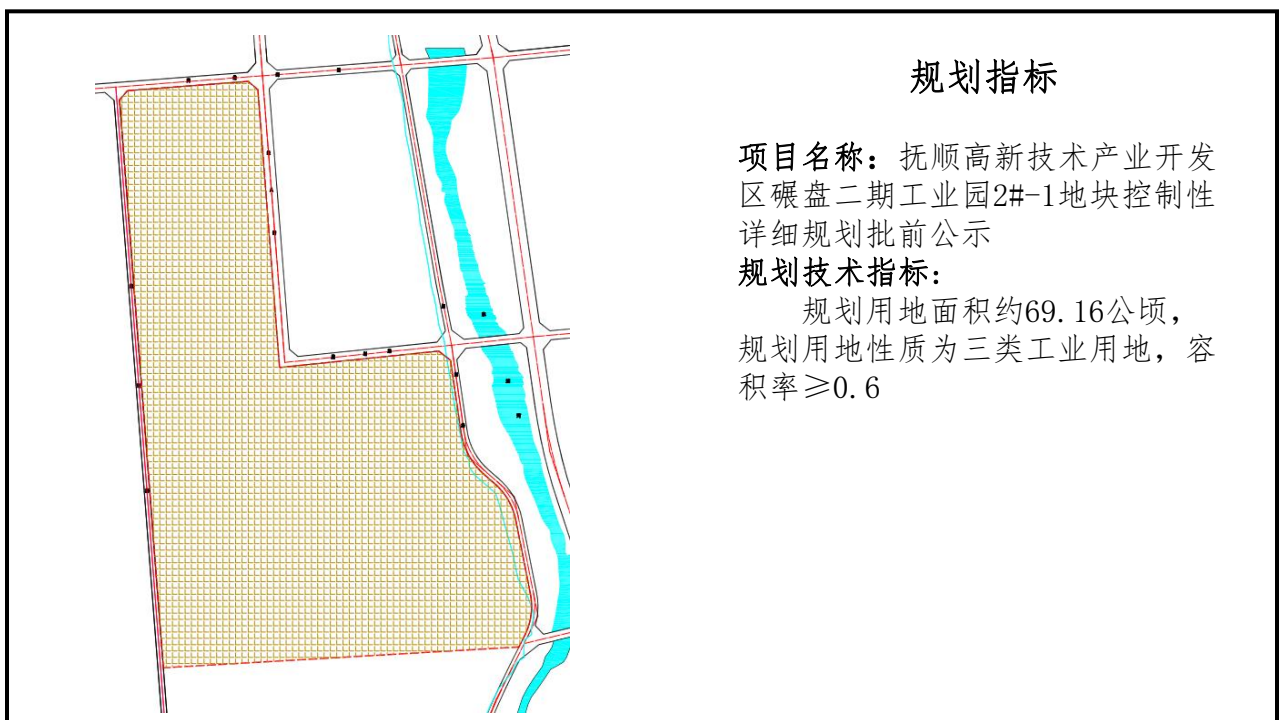 规划指标
项目名称：抚顺高新技术产业开发
区碾盘二期工业园2#-1地块控制性
详细规划批前公示
规划技术指标：
规划用地面积约69.16公顷，
规划用地性质为三类工业用地，容
积率≥0.6